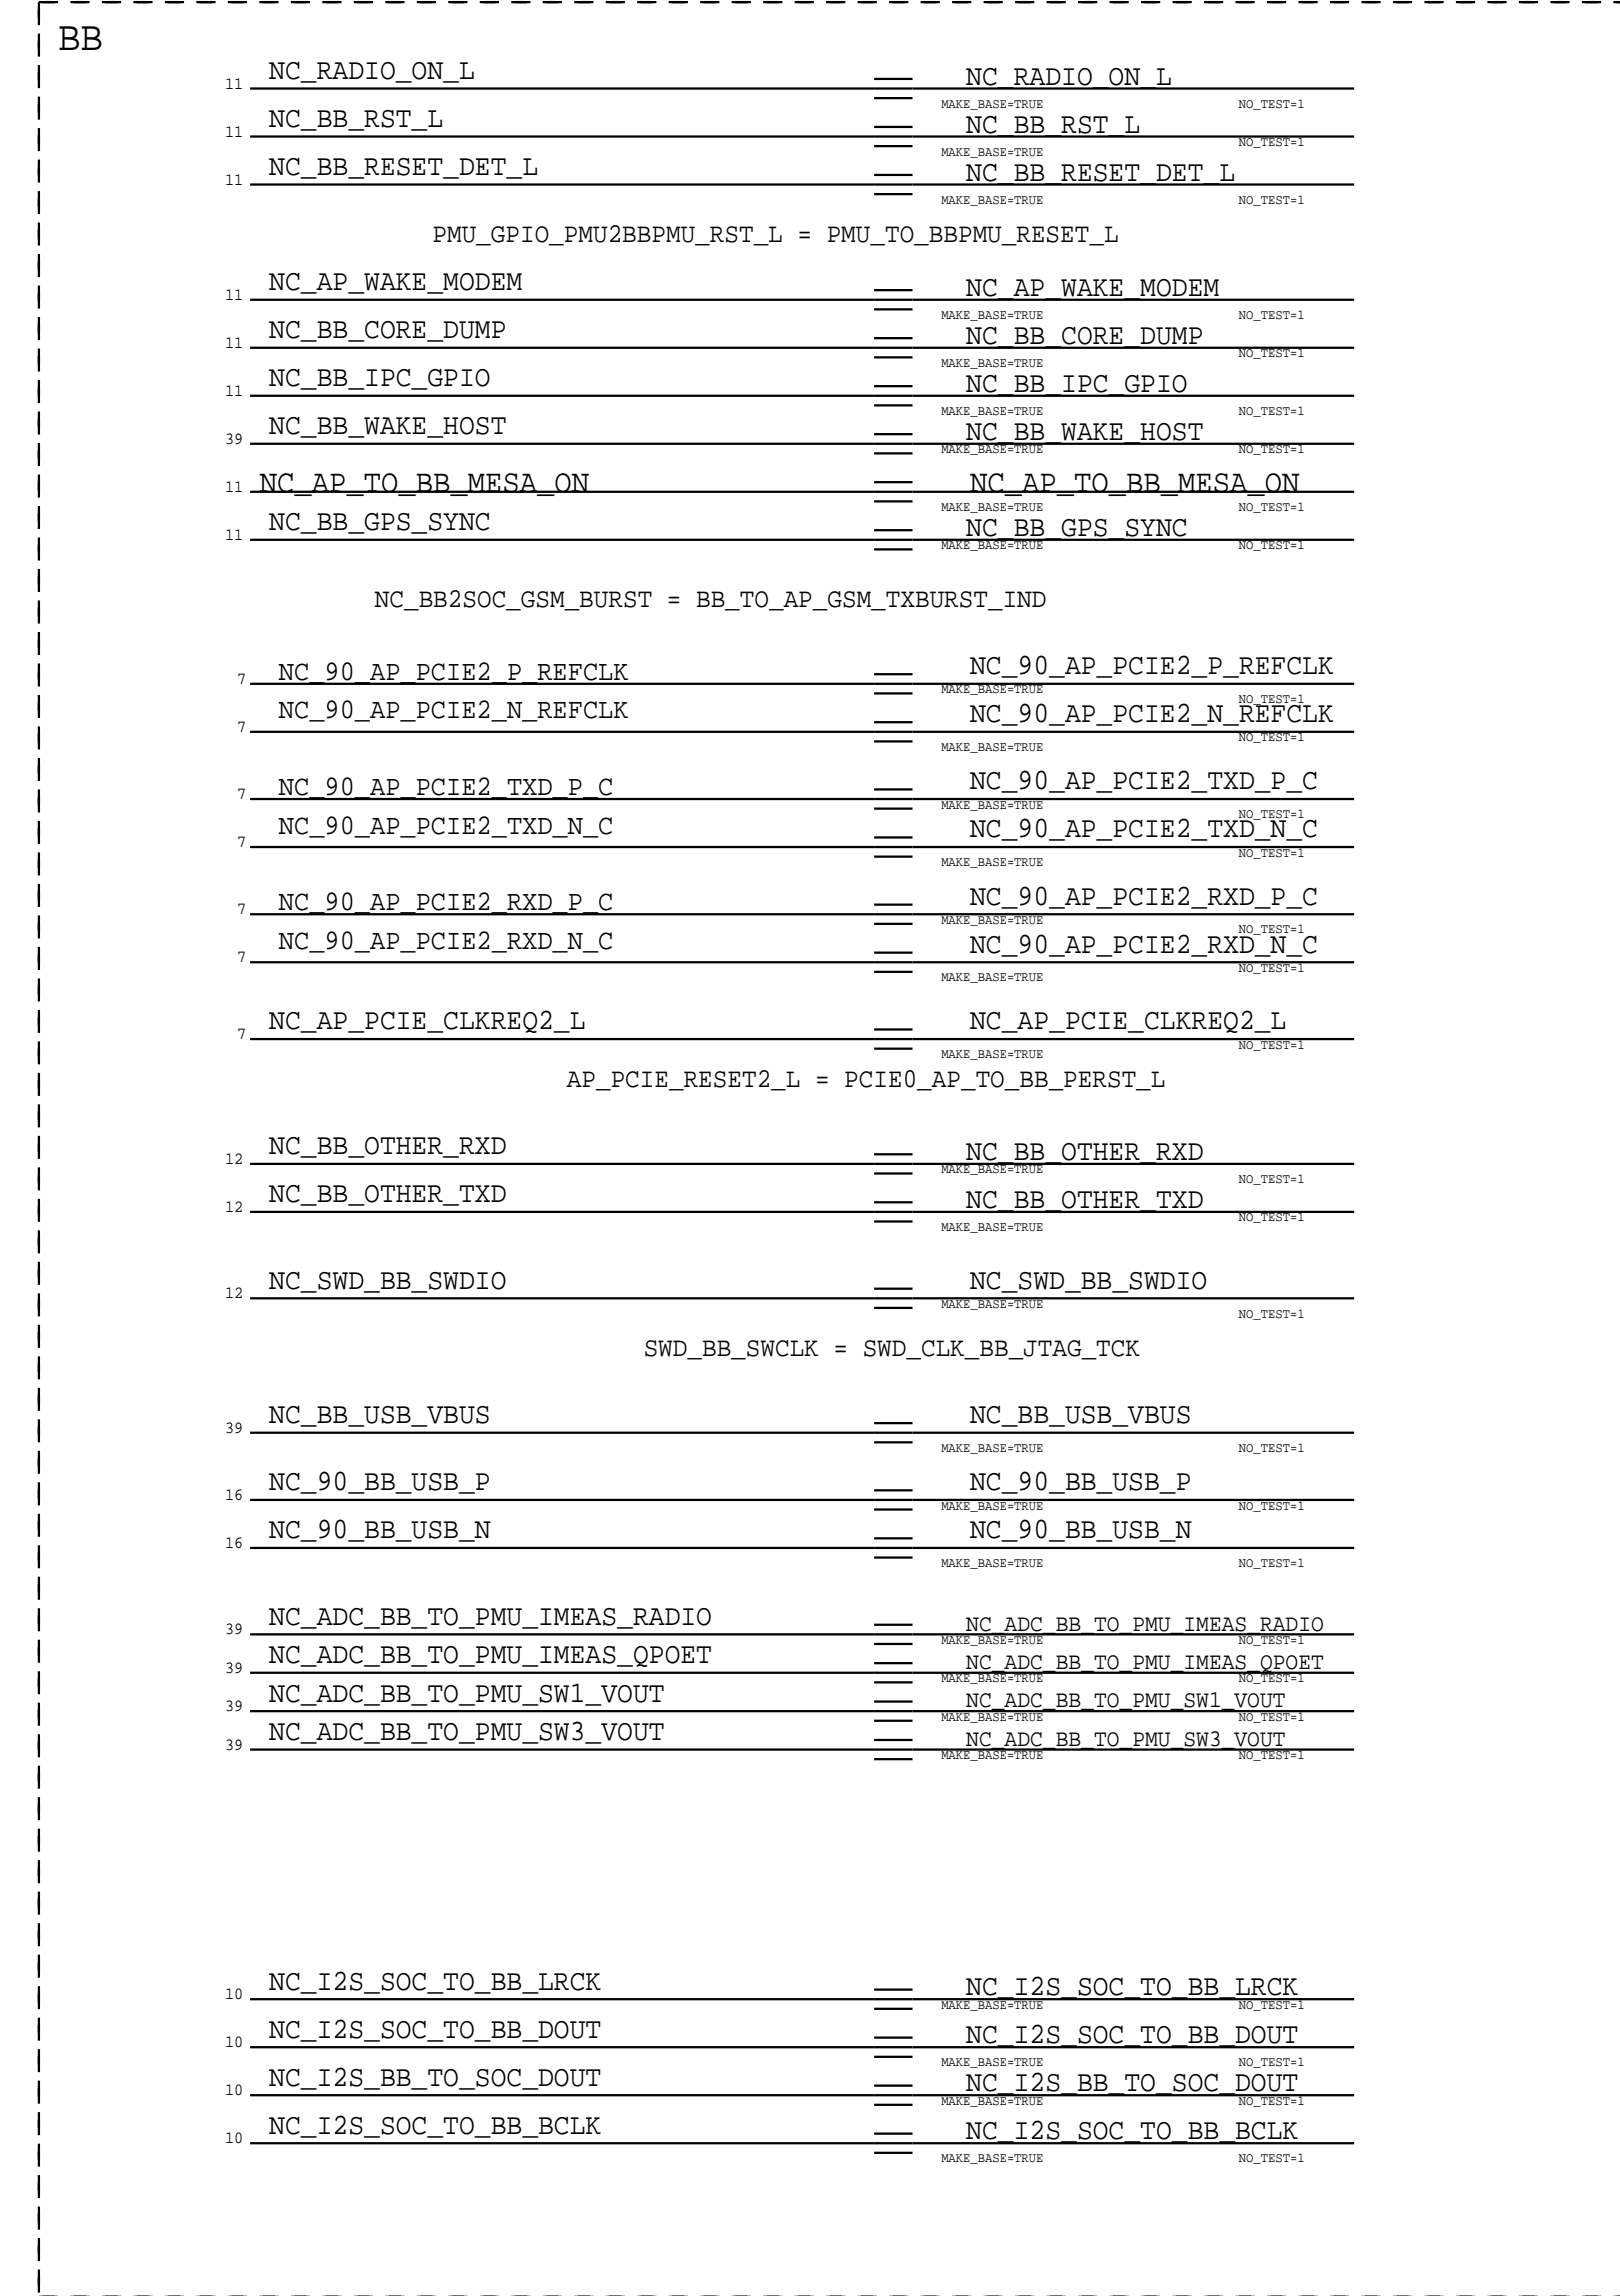 BB
11 NC_RADIO_ON_L NC_RADIO_ON_L
MAKE_BASE=TRUE NO_TEST=1
11 NC_BB_RST_L NC_BB_RST_L
MAKE_BASE=TRUE NO_TEST=1
11 NC_BB_RESET_DET_L NC_BB_RESET_DET_L
MAKE_BASE=TRUE NO_TEST=1
PMU_GPIO_PMU2BBPMU_RST_L = PMU_TO_BBPMU_RESET_L
11 NC_AP_WAKE_MODEM NC_AP_WAKE_MODEM
MAKE_BASE=TRUE NO_TEST=1
11 NC_BB_CORE_DUMP NC_BB_CORE_DUMP
MAKE_BASE=TRUE NO_TEST=1
11 NC_BB_IPC_GPIO NC_BB_IPC_GPIO
MAKE_BASE=TRUE NO_TEST=1
39 NC_BB_WAKE_HOST NC_BB_WAKE_HOST
MAKE_BASE=TRUE NO_TEST=1
11 NC_AP_TO_BB_MESA_ON NC_AP_TO_BB_MESA_ON
MAKE_BASE=TRUE NO_TEST=1
11 NC_BB_GPS_SYNC NC_BB_GPS_SYNC
MAKE_BASE=TRUE NO_TEST=1
NC_BB2SOC_GSM_BURST = BB_TO_AP_GSM_TXBURST_IND
7 NC_90_AP_PCIE2_P_REFCLK NC_90_AP_PCIE2_P_REFCLK
MAKE_BASE=TRUE NO_TEST=1
7 NC_90_AP_PCIE2_N_REFCLK NC_90_AP_PCIE2_N_REFCLK
MAKE_BASE=TRUE NO_TEST=1
7 NC_90_AP_PCIE2_TXD_P_C NC_90_AP_PCIE2_TXD_P_C
MAKE_BASE=TRUE NO_TEST=1
7 NC_90_AP_PCIE2_TXD_N_C NC_90_AP_PCIE2_TXD_N_C
MAKE_BASE=TRUE NO_TEST=1
7 NC_90_AP_PCIE2_RXD_P_C NC_90_AP_PCIE2_RXD_P_C
MAKE_BASE=TRUE NO_TEST=1
7 NC_90_AP_PCIE2_RXD_N_C NC_90_AP_PCIE2_RXD_N_C
MAKE_BASE=TRUE NO_TEST=1
7 NC_AP_PCIE_CLKREQ2_L NC_AP_PCIE_CLKREQ2_L
MAKE_BASE=TRUE NO_TEST=1
AP_PCIE_RESET2_L = PCIE0_AP_TO_BB_PERST_L
12 NC_BB_OTHER_RXD NC_BB_OTHER_RXD
MAKE_BASE=TRUE NO_TEST=1
12 NC_BB_OTHER_TXD NC_BB_OTHER_TXD
MAKE_BASE=TRUE NO_TEST=1
12 NC_SWD_BB_SWDIO NC_SWD_BB_SWDIO
MAKE_BASE=TRUE NO_TEST=1
SWD_BB_SWCLK = SWD_CLK_BB_JTAG_TCK
39 NC_BB_USB_VBUS NC_BB_USB_VBUS
MAKE_BASE=TRUE NO_TEST=1
16 NC_90_BB_USB_P NC_90_BB_USB_P
MAKE_BASE=TRUE NO_TEST=1
16 NC_90_BB_USB_N NC_90_BB_USB_N
MAKE_BASE=TRUE NO_TEST=1
39 NC_ADC_BB_TO_PMU_IMEAS_RADIO NC_ADC_BB_TO_PMU_IMEAS_RADIO
MAKE_BASE=TRUE NO_TEST=1
39 NC_ADC_BB_TO_PMU_IMEAS_QPOET NC_ADC_BB_TO_PMU_IMEAS_QPOET
MAKE_BASE=TRUE NO_TEST=1
39 NC_ADC_BB_TO_PMU_SW1_VOUT NC_ADC_BB_TO_PMU_SW1_VOUT
MAKE_BASE=TRUE NO_TEST=1
39 NC_ADC_BB_TO_PMU_SW3_VOUT NC_ADC_BB_TO_PMU_SW3_VOUT
MAKE_BASE=TRUE NO_TEST=1
10 NC_I2S_SOC_TO_BB_LRCK NC_I2S_SOC_TO_BB_LRCK
MAKE_BASE=TRUE NO_TEST=1
10 NC_I2S_SOC_TO_BB_DOUT NC_I2S_SOC_TO_BB_DOUT
MAKE_BASE=TRUE NO_TEST=1
10 NC_I2S_BB_TO_SOC_DOUT NC_I2S_BB_TO_SOC_DOUT
MAKE_BASE=TRUE NO_TEST=1
10 NC_I2S_SOC_TO_BB_BCLK NC_I2S_SOC_TO_BB_BCLK
MAKE_BASE=TRUE NO_TEST=1